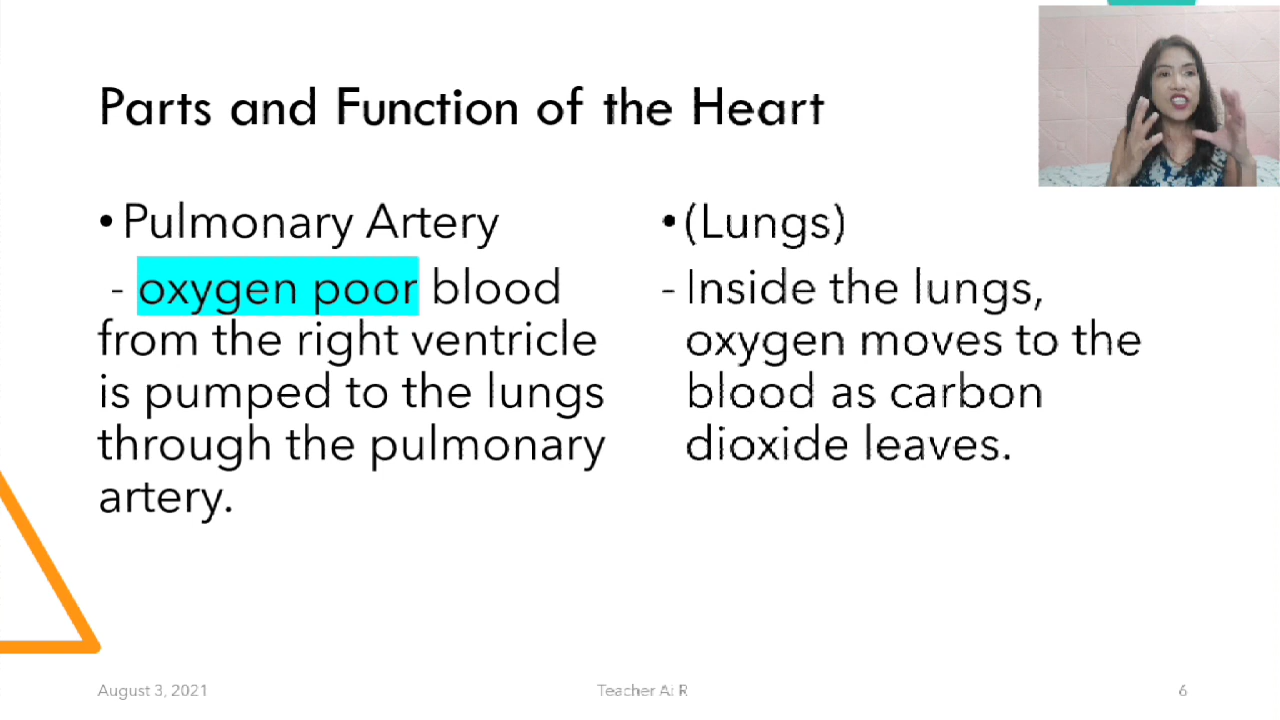 Parts and Function of the Heart
• Pulmonary Artery
- oxygen poor blood
from the right ventricle
is pumped to the lungs
through the pulmonary
artery.
• (Lungs)
- Inside the lungs,
oxygen moves to the
blood as carbon
dioxide leaves.
August 3, 2021
Teacher Ai R
6